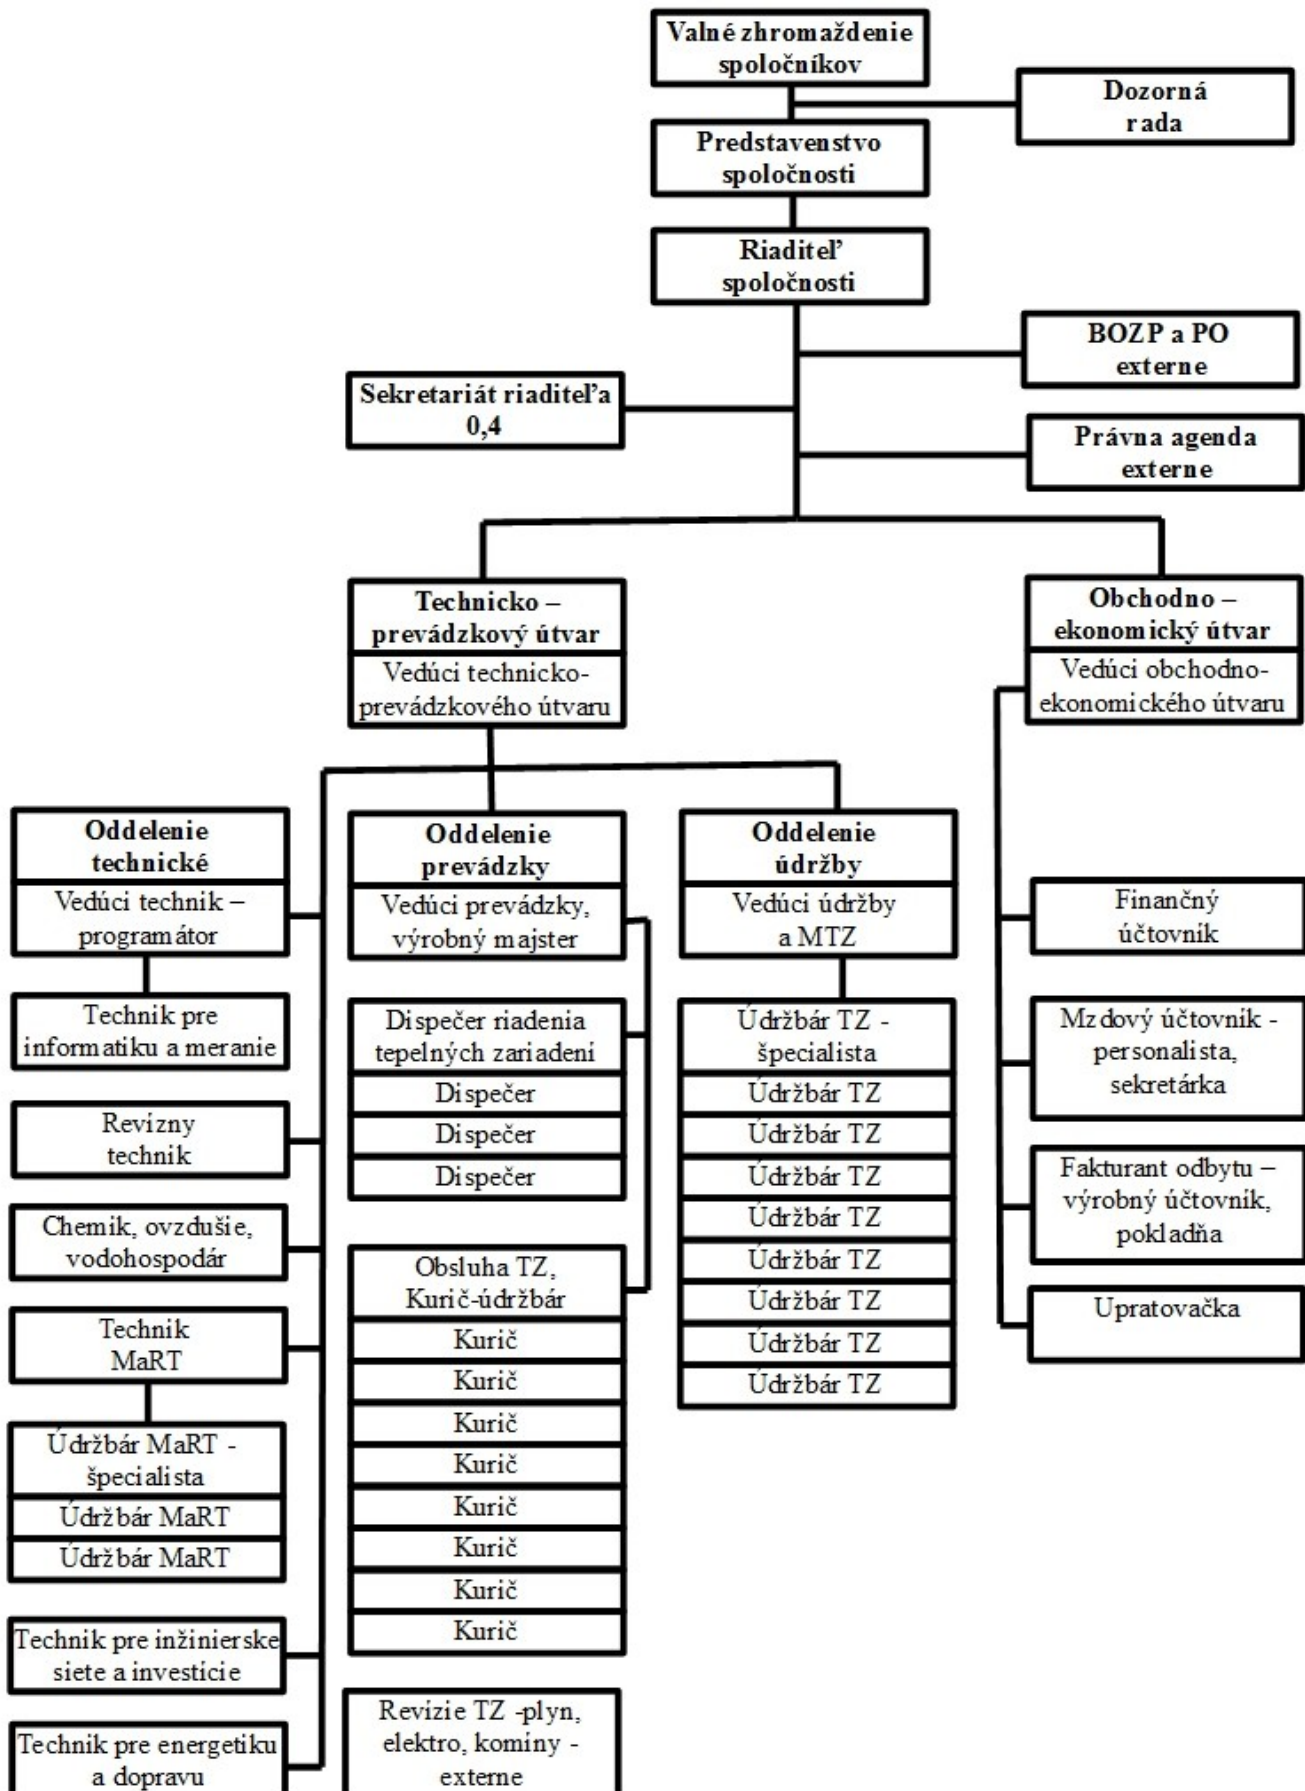 Valné zhromaždenie
spoločníkov
Dozorná
rada
Predstavenstvo
spoločnosti
Riaditeľ
spoločnosti
BOZP a PO
externe
Sekretariát riaditeľa
0,4
Právna agenda
externe
Technicko –
prevádzkový útvar
Vedúci technicko-
prevádzkového útvaru
Obchodno –
ekonomický útvar
Vedúci obchodno-
ekonomického útvaru
Oddelenie
technické
Vedúci technik –
programátor
Technik pre
informatiku a meranie
Revízny
technik
Chemik, ovzdušie,
vodohospodár
Technik
MaRT
Údržbár MaRT -
špecialista
Údržbár MaRT
Údržbár MaRT
Technik pre inžinierske
siete a investície
Technik pre energetiku
a dopravu
Oddelenie
prevádzky
Vedúci prevádzky,
výrobný majster
Dispečer riadenia
tepelných zariadení
Dispečer
Dispečer
Dispečer
Obsluha TZ,
Kurič-údržbár
Kurič
Kurič
Kurič
Kurič
Kurič
Kurič
Kurič
Kurič
Revízie TZ -plyn,
elektro, komíny -
externe
Oddelenie
údržby
Vedúci údržby
a MTZ
Údržbár TZ -
špecialista
Údržbár TZ
Údržbár TZ
Údržbár TZ
Údržbár TZ
Údržbár TZ
Údržbár TZ
Údržbár TZ
Údržbár TZ
Finančný
účtovník
Mzdový účtovník -
personalista,
sekretárka
Fakturant odbytu –
výrobný účtovník,
pokladňa
Upratovačka